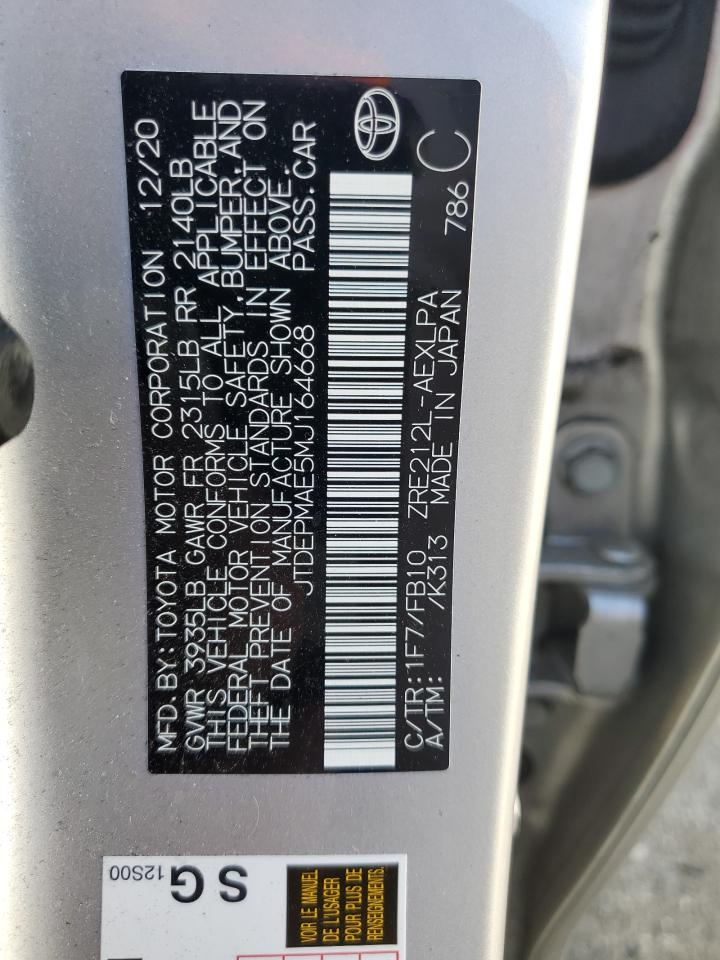 MFD. BY: TOYOTA MOTOR CORPORATION 12/20
GVWR 3935LB GAWR FR 2315LB RR 2140LB
THIS VEHICLE CONFORMS TO ALL APPLICABLE
FEDERAL MOTOR VEHICLE SAFETY, BUMPER, AND
THEFT PREVENTION STANDARDS IN EFFECT ON
THE DATE OF MANUFACTURE SHOWN ABOVE.
JTDEPMAE5MJ164668 PASS. CAR
C/TR: 1F7/FB10 ZRE212L-AEXLPA 786 C
A/TM: /K313 MADE IN JAPAN
S G
12S00
VOIR LE MANUEL
DE L'USAGER
POUR PLUS DE
RENSEIGNEMENTS.